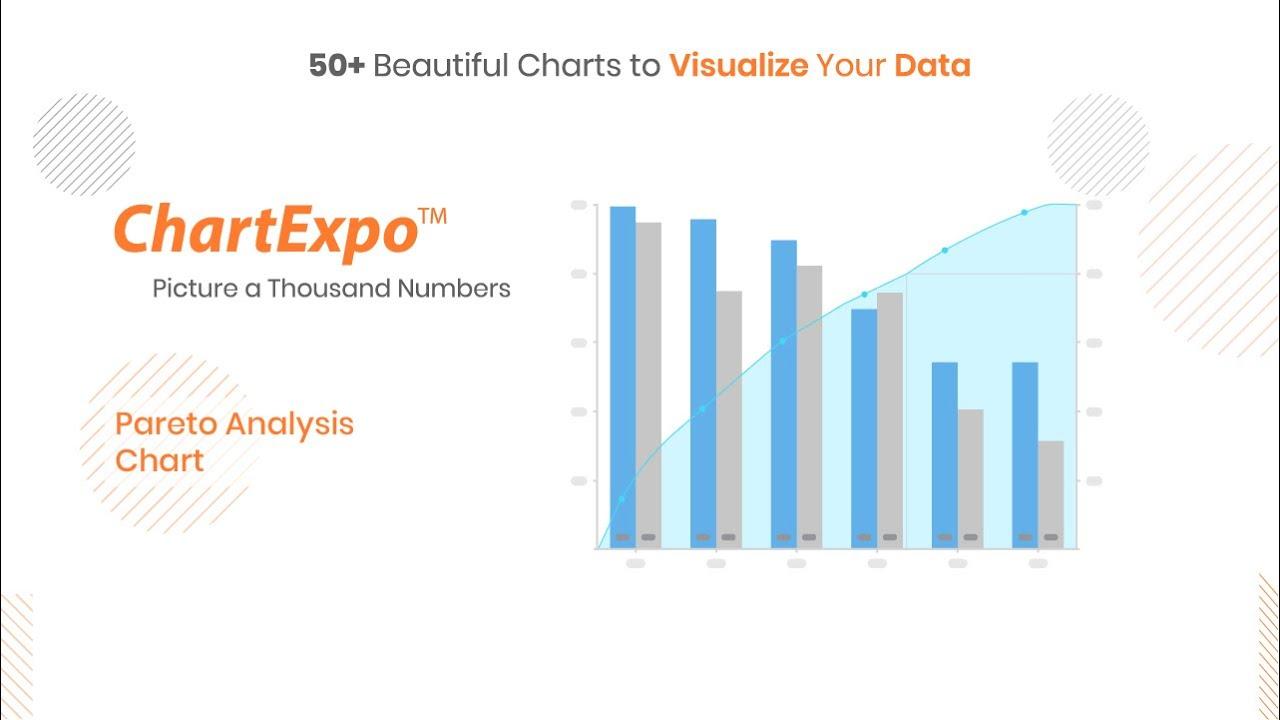 50+ Beautiful Charts to Visualize Your Data
ChartExpo™
Picture a Thousand Numbers
Pareto Analysis
Chart